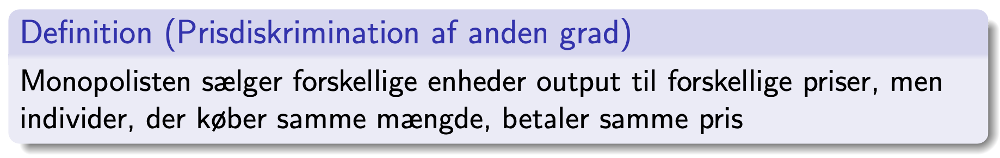 Definition (Prisdiskrimination af anden grad)
Monopolisten sælger forskellige enheder output til forskellige priser, men
individer, der køber samme mængde, betaler samme pris